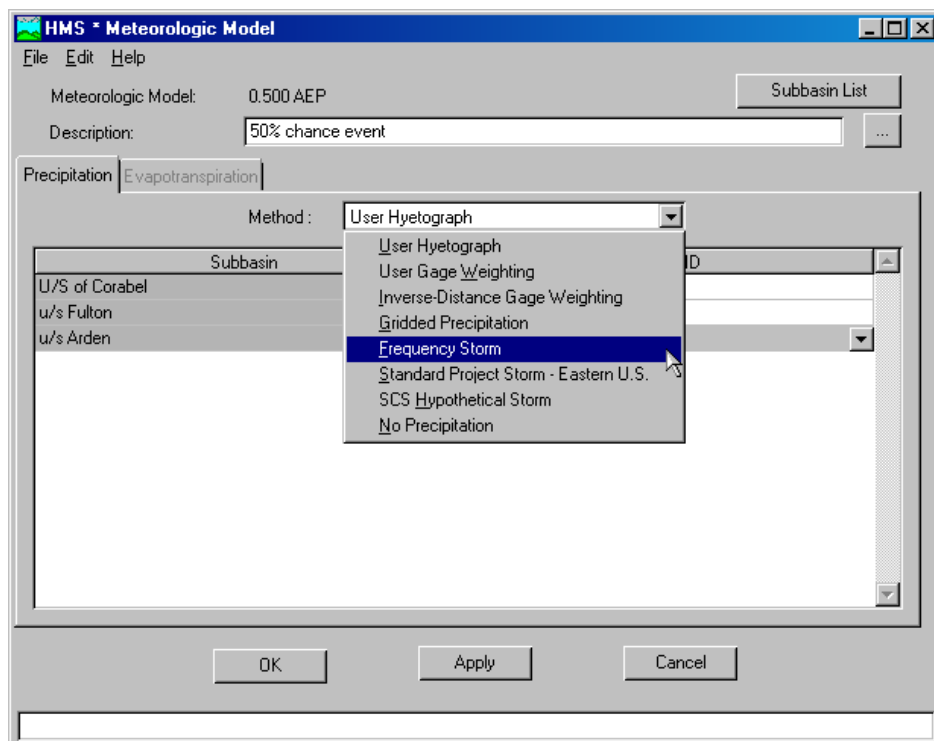 HMS * Meteorologic Model
File Edit Help
Meteorologic Model: 0.500 AEP Subbasin List
Description: 50% chance event ...
Precipitation Evapotranspiration
Method : User Hyetograph
User Hyetograph
User Gage Weighting
Inverse-Distance Gage Weighting
Gridded Precipitation
Frequency Storm
Standard Project Storm - Eastern U.S.
SCS Hypothetical Storm
No Precipitation
Subbasin ID
U/S of Corabel
u/s Fulton
u/s Arden
OK Apply Cancel